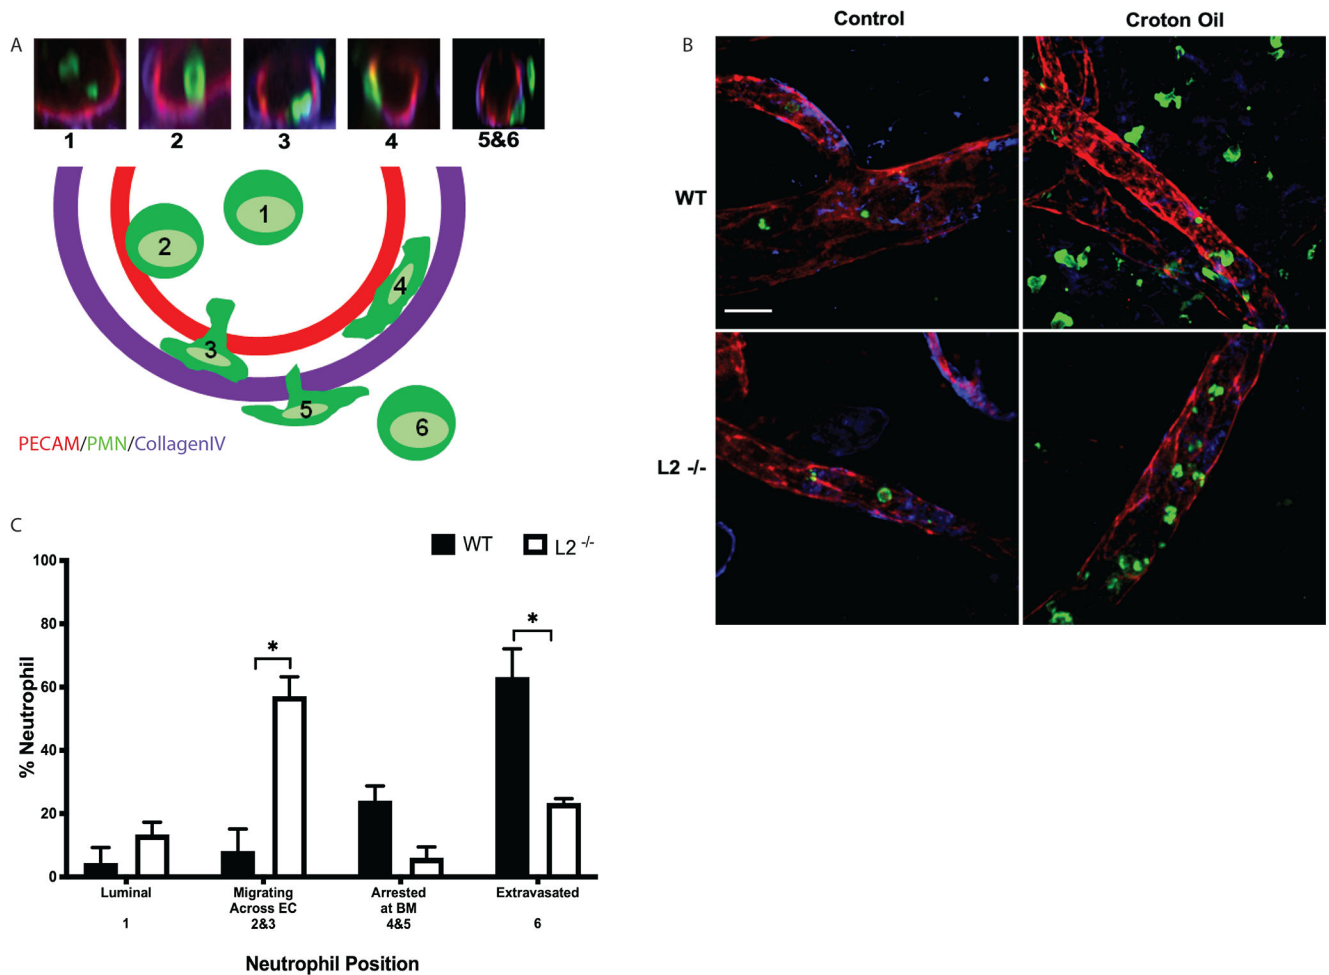 A
1
2
3
4
5&6
1
2
3
4
5
6
PECAM/PMN/CollagenIV
B
Control
Croton Oil
WT
L2 -/-
C
WT
L2 -/-
100
80
60
40
20
0
% Neutrophil
*
*
Luminal
1
Migrating
Across EC
2&3
Arrested
at BM
4&5
Extravasated
6
Neutrophil Position